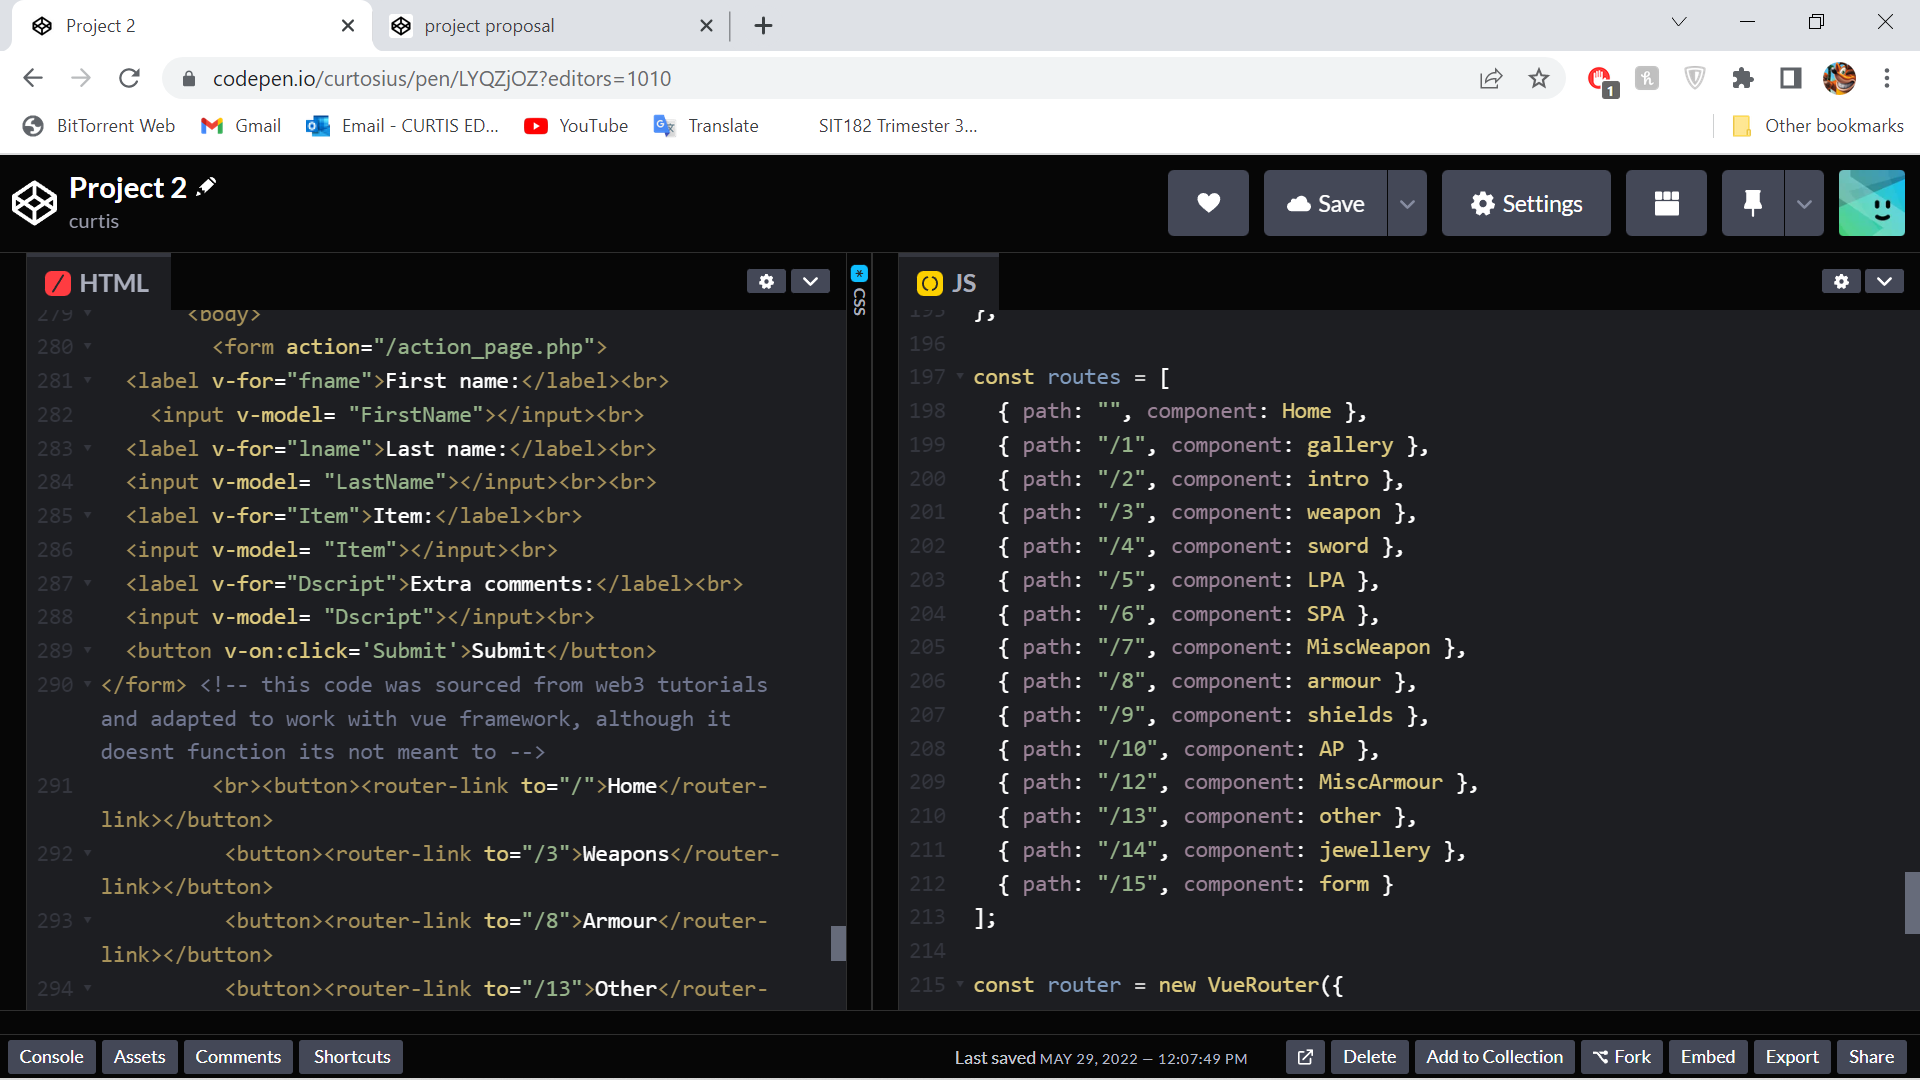 Project 2
project proposal
codepen.io/curtosius/pen/LYQZjOZ?editors=1010
1
BitTorrent Web
Gmail
Email - CURTIS ED...
YouTube
Translate
SIT182 Trimester 3...
Other bookmarks
Project 2
curtis
Save
Settings
HTML
CSS
JS
279 <body>
280 <form action="/action_page.php">
281 <label v-for="fname">First name:</label><br>
282 <input v-model= "FirstName"></input><br>
283 <label v-for="lname">Last name:</label><br>
284 <input v-model= "LastName"></input><br><br>
285 <label v-for="Item">Item:</label><br>
286 <input v-model= "Item"></input><br>
287 <label v-for="Dscript">Extra comments:</label><br>
288 <input v-model= "Dscript"></input><br>
289 <button v-on:click='Submit'>Submit</button>
290 </form> <!-- this code was sourced from web3 tutorials
and adapted to work with vue framework, although it
doesnt function its not meant to -->
291 <br><button><router-link to="/">Home</router-
link></button>
292 <button><router-link to="/3">Weapons</router-
link></button>
293 <button><router-link to="/8">Armour</router-
link></button>
294 <button><router-link to="/13">Other</router-
195 };
196
197 const routes = [
198 { path: "", component: Home },
199 { path: "/1", component: gallery },
200 { path: "/2", component: intro },
201 { path: "/3", component: weapon },
202 { path: "/4", component: sword },
203 { path: "/5", component: LPA },
204 { path: "/6", component: SPA },
205 { path: "/7", component: MiscWeapon },
206 { path: "/8", component: armour },
207 { path: "/9", component: shields },
208 { path: "/10", component: AP },
209 { path: "/12", component: MiscArmour },
210 { path: "/13", component: other },
211 { path: "/14", component: jewellery },
212 { path: "/15", component: form }
213 ];
214
215 const router = new VueRouter({
Console
Assets
Comments
Shortcuts
Last saved MAY 29, 2022 — 12:07:49 PM
Delete
Add to Collection
Fork
Embed
Export
Share